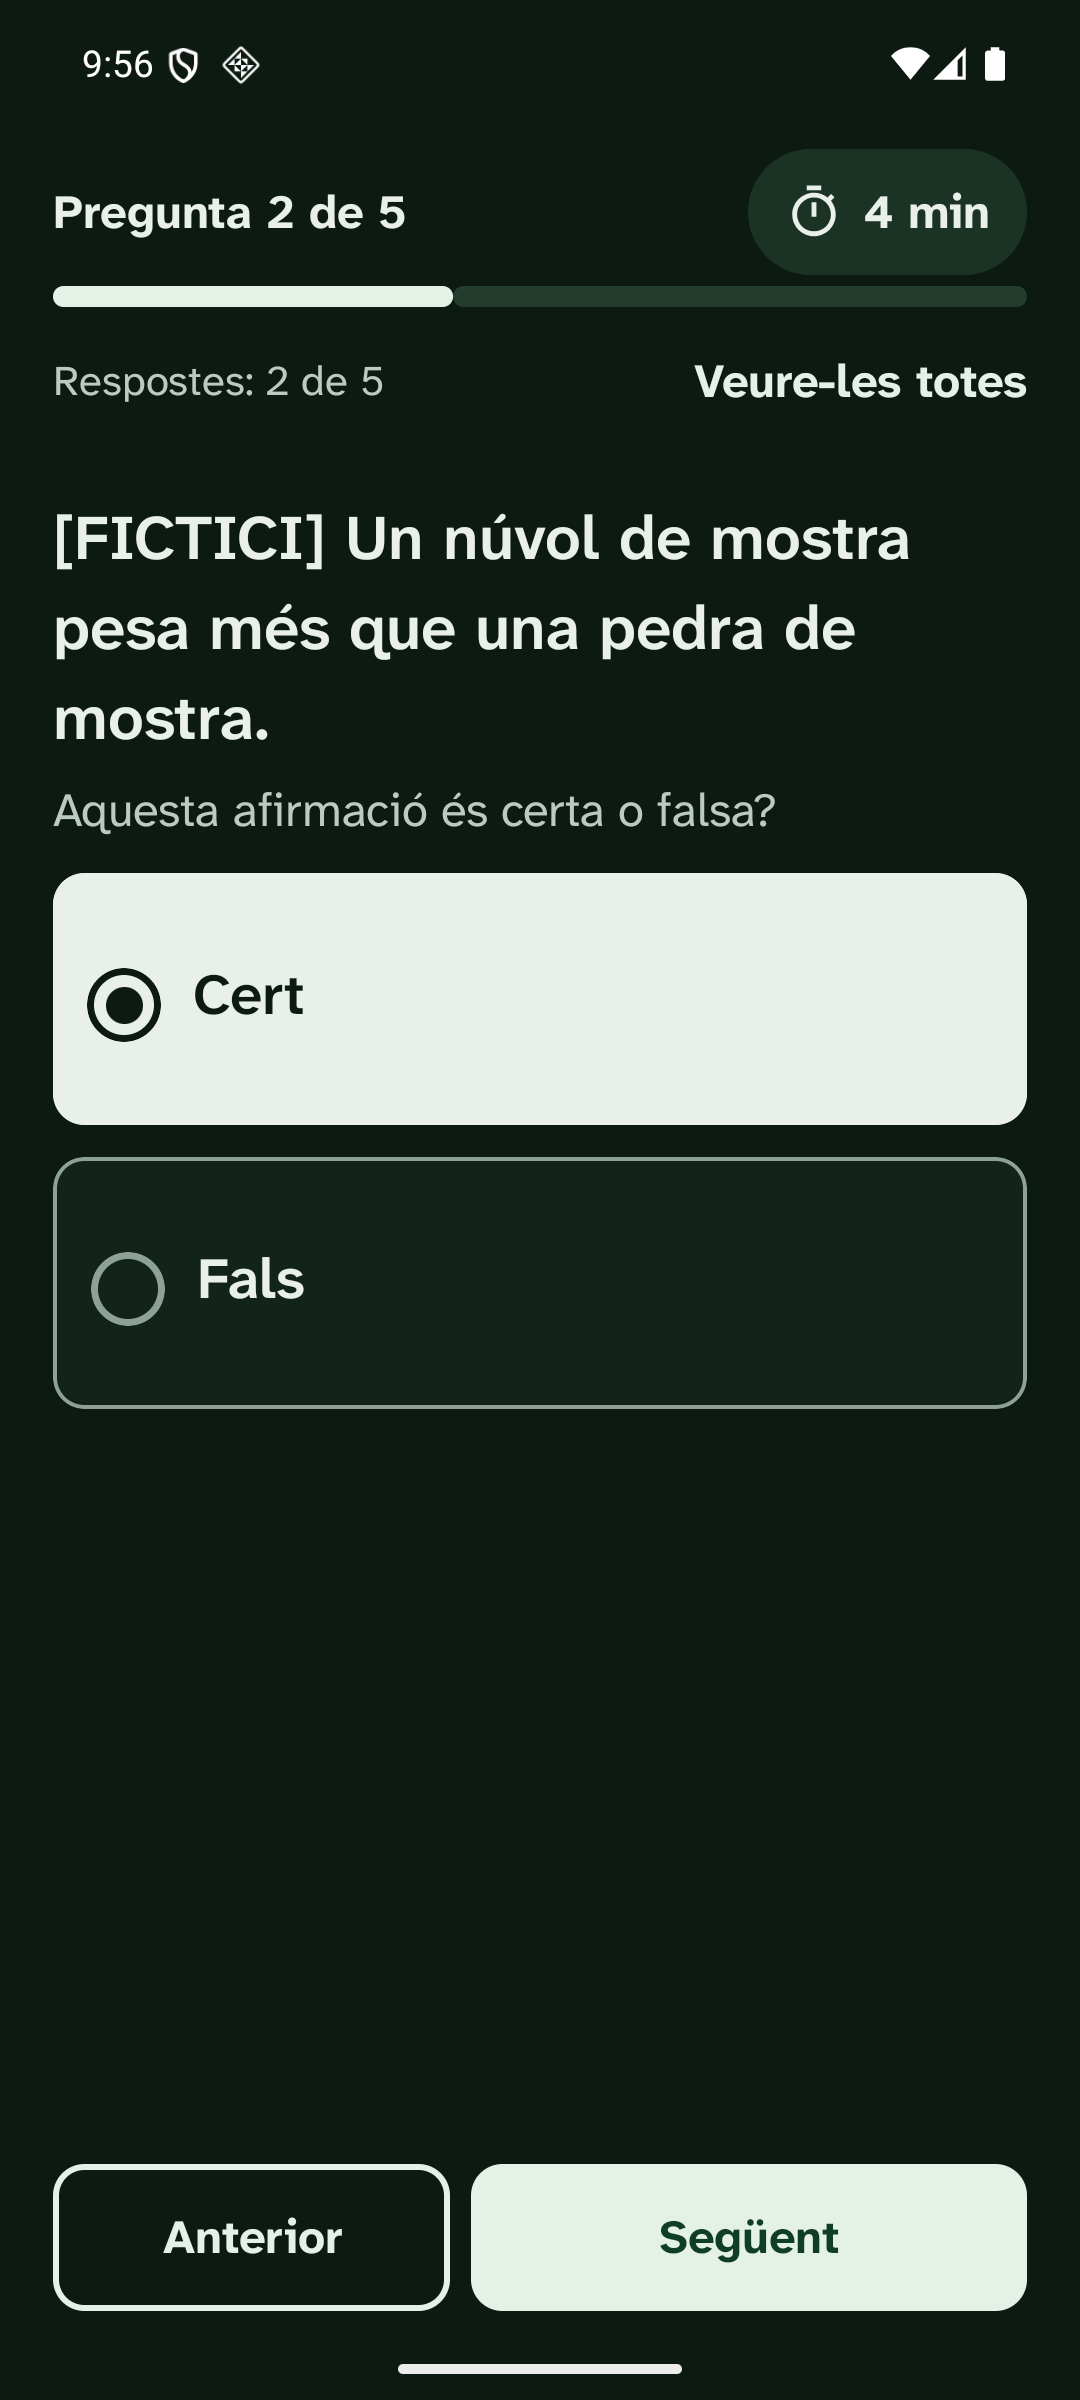 9:56
Pregunta 2 de 5
4 min
Respostes: 2 de 5
Veure-les totes
[FICTICI] Un núvol de mostra
pesa més que una pedra de
mostra.
Aquesta afirmació és certa o falsa?
Cert
Fals
Anterior
Següent